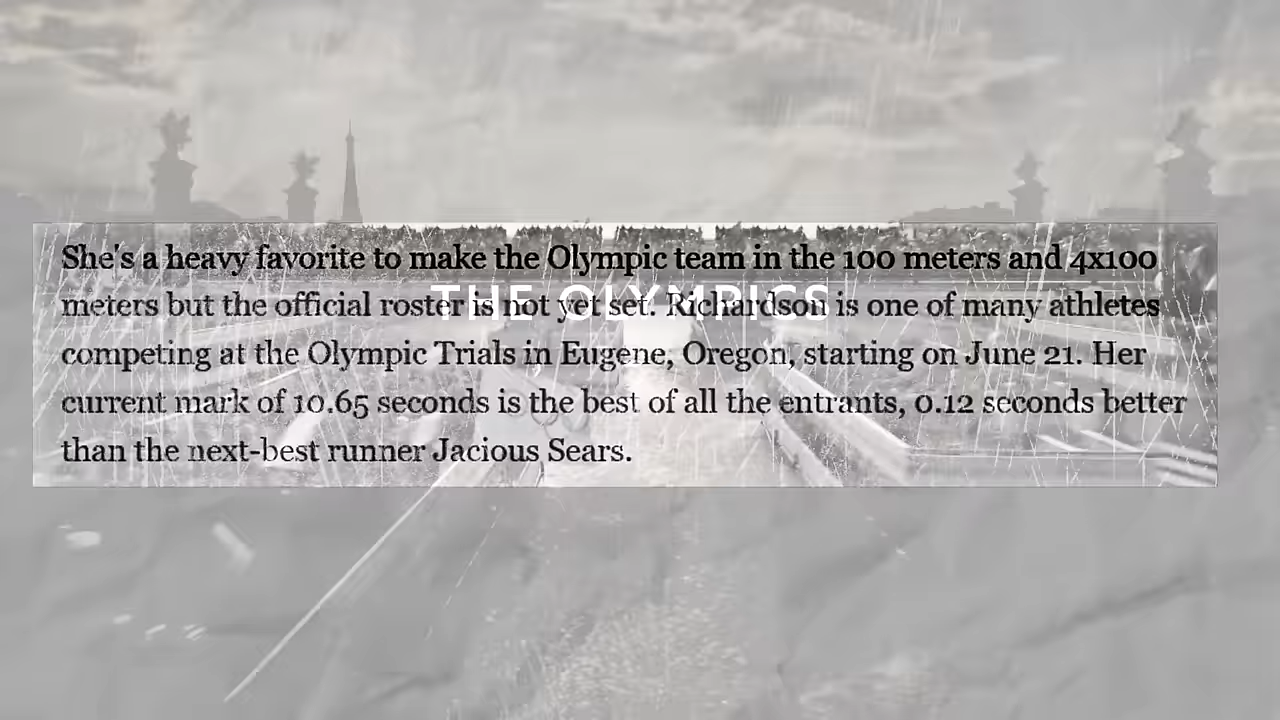 She's a heavy favorite to make the Olympic team in the 100 meters and 4x100
meters but the official roster is not yet set. Richardson is one of many athletes
THE OLYMPICS
competing at the Olympic Trials in Eugene, Oregon, starting on June 21. Her
current mark of 10.65 seconds is the best of all the entrants, 0.12 seconds better
than the next-best runner Jacious Sears.